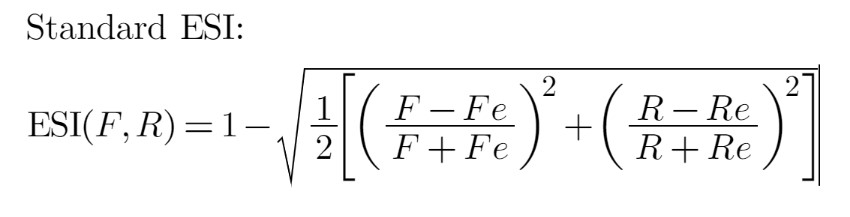 Standard ESI:
ESI(F, R) = 1 − √(1/2 [((F − Fe)/(F + Fe))² + ((R − Re)/(R + Re))²])